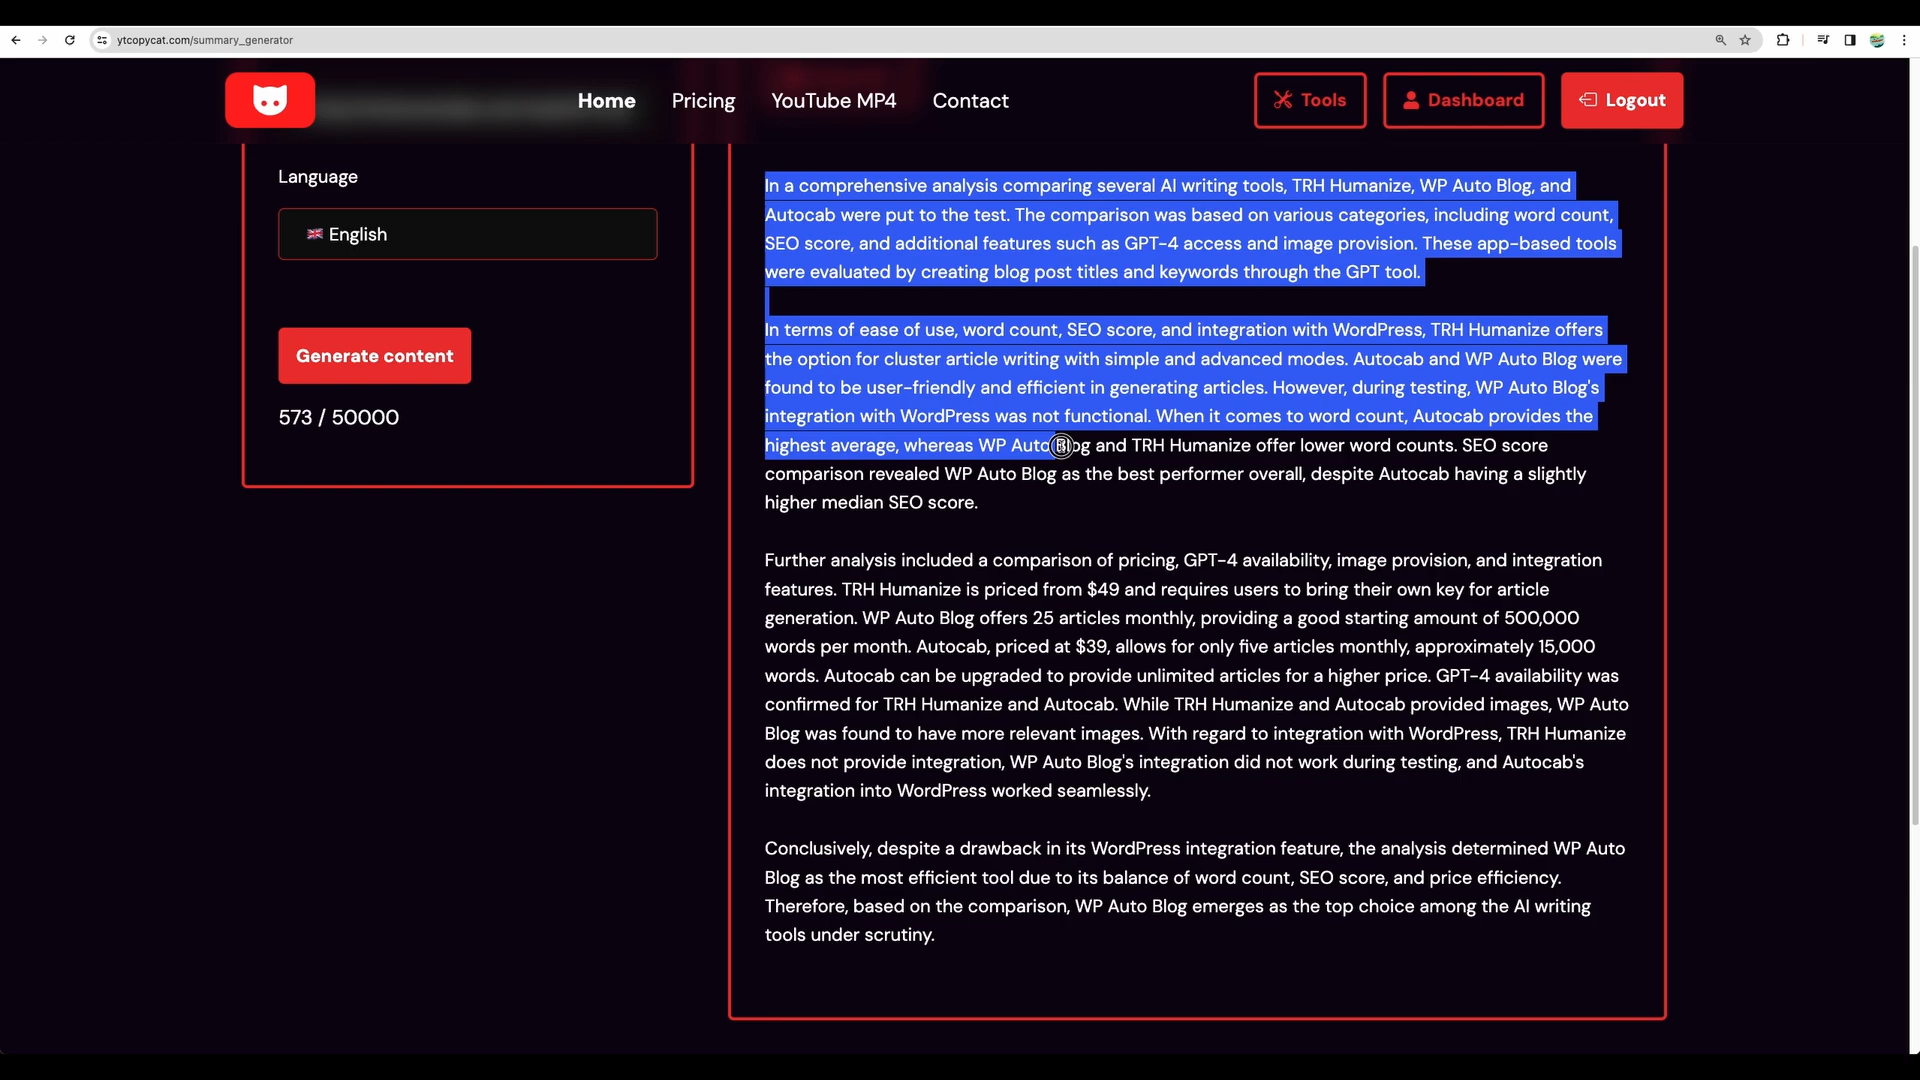 ytcopycat.com/summary_generator
Home
Pricing
YouTube MP4
Contact
Tools
Dashboard
Logout
Language
English
Generate content
573 / 50000
In a comprehensive analysis comparing several AI writing tools, TRH Humanize, WP Auto Blog, and
Autocab were put to the test. The comparison was based on various categories, including word count,
SEO score, and additional features such as GPT-4 access and image provision. These app-based tools
were evaluated by creating blog post titles and keywords through the GPT tool.
In terms of ease of use, word count, SEO score, and integration with WordPress, TRH Humanize offers
the option for cluster article writing with simple and advanced modes. Autocab and WP Auto Blog were
found to be user-friendly and efficient in generating articles. However, during testing, WP Auto Blog's
integration with WordPress was not functional. When it comes to word count, Autocab provides the
highest average, whereas WP Auto Blog and TRH Humanize offer lower word counts. SEO score
comparison revealed WP Auto Blog as the best performer overall, despite Autocab having a slightly
higher median SEO score.
Further analysis included a comparison of pricing, GPT-4 availability, image provision, and integration
features. TRH Humanize is priced from $49 and requires users to bring their own key for article
generation. WP Auto Blog offers 25 articles monthly, providing a good starting amount of 500,000
words per month. Autocab, priced at $39, allows for only five articles monthly, approximately 15,000
words. Autocab can be upgraded to provide unlimited articles for a higher price. GPT-4 availability was
confirmed for TRH Humanize and Autocab. While TRH Humanize and Autocab provided images, WP Auto
Blog was found to have more relevant images. With regard to integration with WordPress, TRH Humanize
does not provide integration, WP Auto Blog's integration did not work during testing, and Autocab's
integration into WordPress worked seamlessly.
Conclusively, despite a drawback in its WordPress integration feature, the analysis determined WP Auto
Blog as the most efficient tool due to its balance of word count, SEO score, and price efficiency.
Therefore, based on the comparison, WP Auto Blog emerges as the top choice among the AI writing
tools under scrutiny.